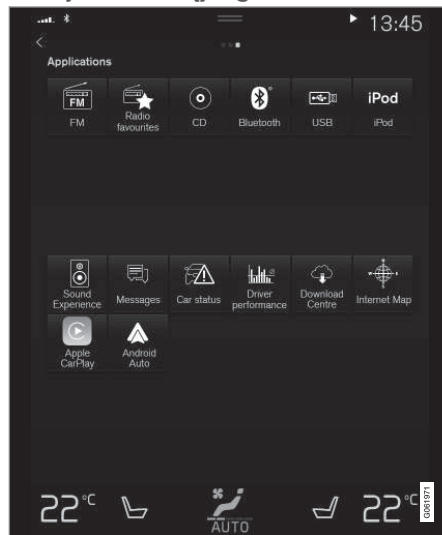 13:45
Applications
FM
FM
Radio
favourites
CD
Bluetooth
USB
iPod
iPod
Sound
Experience
Messages
Car status
Driver
performance
Download
Centre
Internet Map
Apple
CarPlay
Android
Auto
22°C
AUTO
22°C
G061971